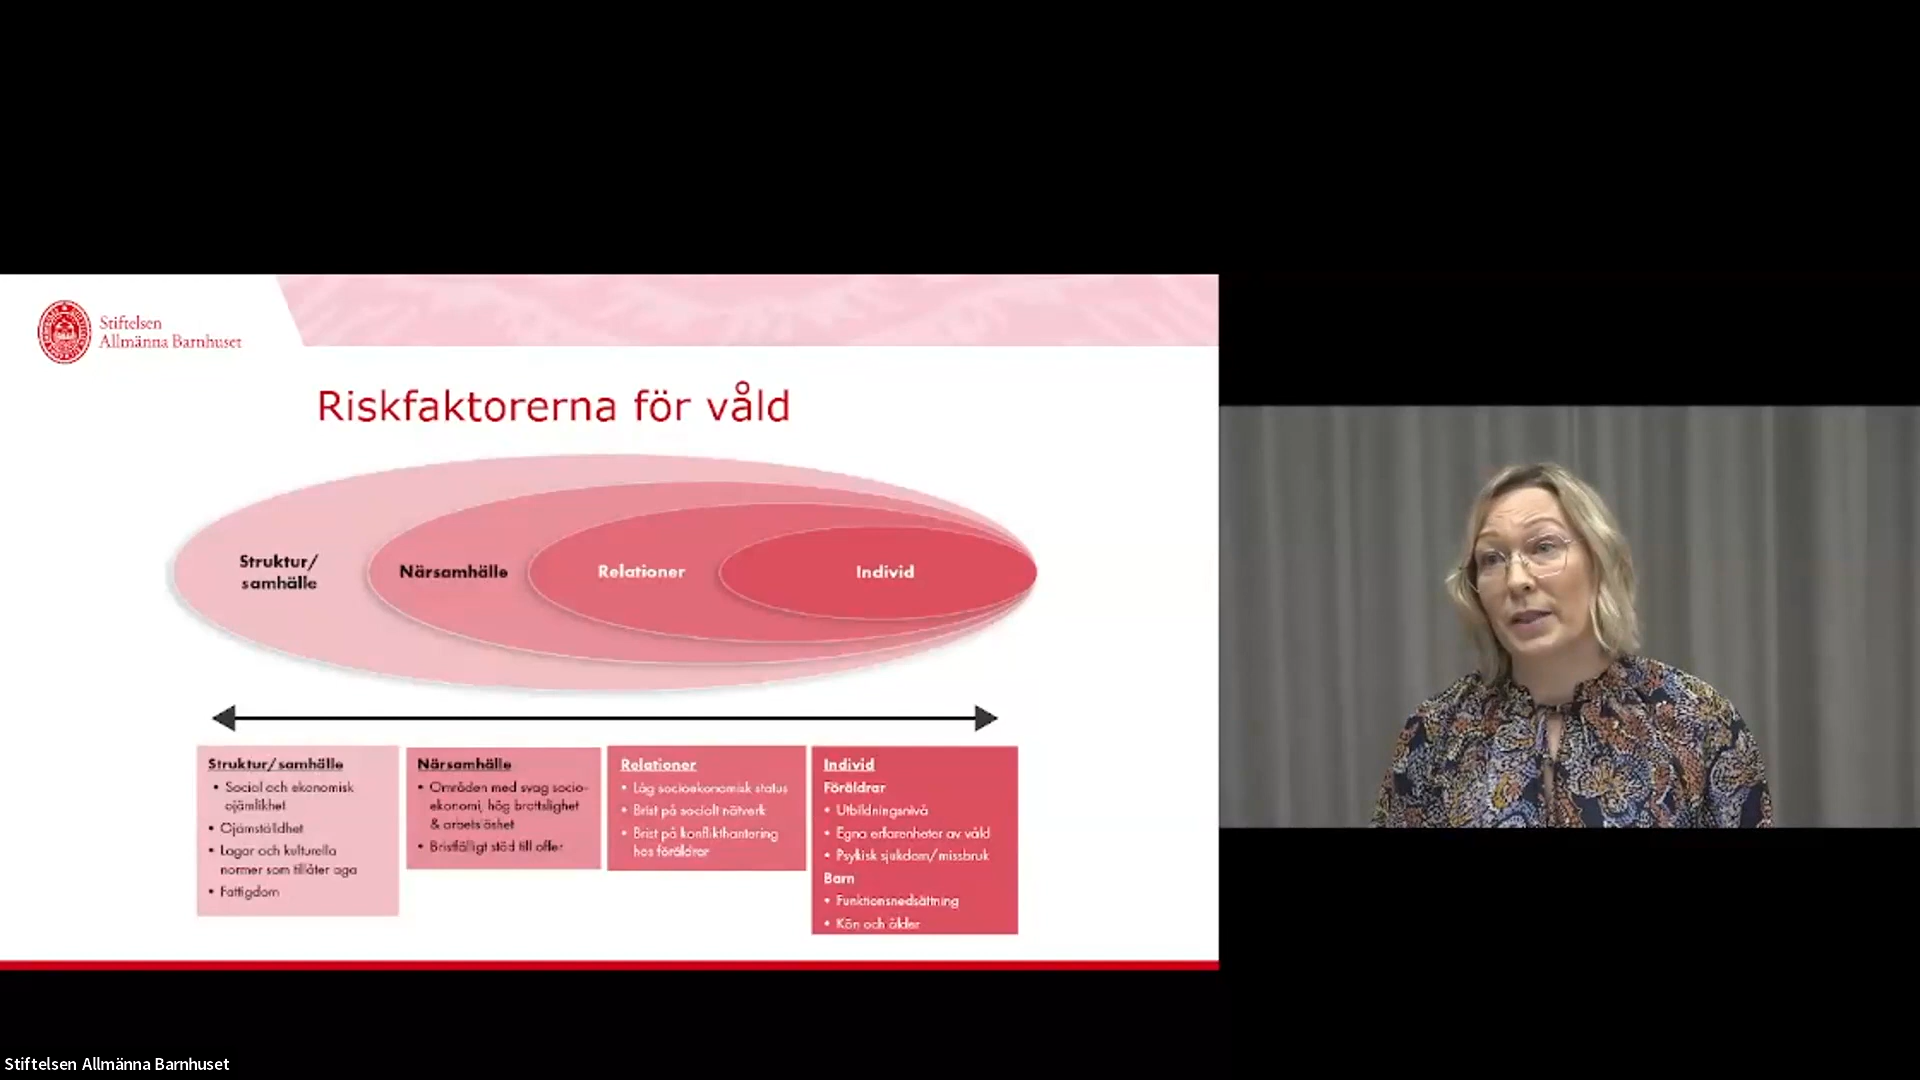 Stiftelsen
Allmänna Barnhuset
Riskfaktorerna för våld
Struktur/
samhälle
Närsamhälle
Relationer
Individ
Struktur/samhälle
• Social och ekonomisk
ojämlikhet
• Ojämställdhet
• Lagar och kulturella
normer som tillåter aga
• Fattigdom
Närsamhälle
• Områden med svag socio-
ekonomi, hög brottslighet
& arbetslöshet
• Bristfälligt stöd till offer
Relationer
• Låg socioekonomisk status
• Brist på socialt nätverk
• Brist på konflikthantering
hos föräldrar
Individ
Föräldrar
• Utbildningsnivå
• Egna erfarenheter av våld
• Psykisk sjukdom/missbruk
Barn
• Funktionsnedsättning
• Kön och ålder
Stiftelsen Allmänna Barnhuset